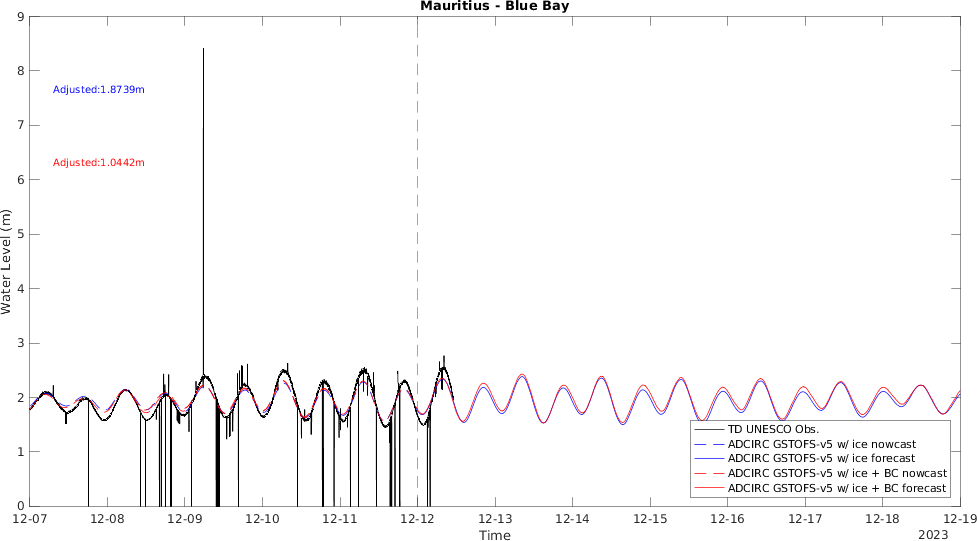 Mauritius - Blue Bay
9
8
7
6
5
4
3
2
1
0
Water Level (m)
Adjusted:1.8739m
Adjusted:1.0442m
TD UNESCO Obs.
ADCIRC GSTOFS-v5 w/ ice nowcast
ADCIRC GSTOFS-v5 w/ ice forecast
ADCIRC GSTOFS-v5 w/ ice + BC nowcast
ADCIRC GSTOFS-v5 w/ ice + BC forecast
12-07 12-08 12-09 12-10 12-11 12-12 12-13 12-14 12-15 12-16 12-17 12-18 12-19
Time
2023